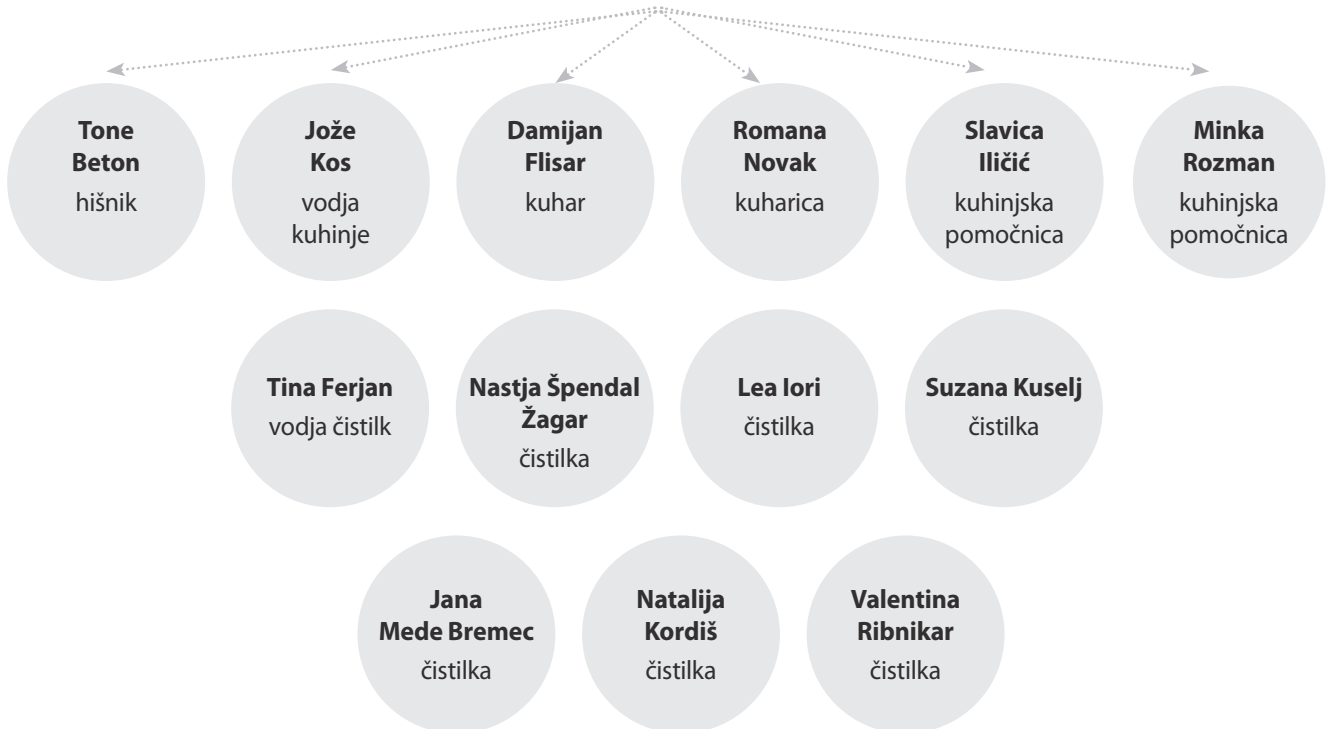 Tone
Beton
hišnik
Jože
Kos
vodja
kuhinje
Damijan
Flisar
kuhar
Romana
Novak
kuharica
Slavica
Iličić
kuhinjska
pomočnica
Minka
Rozman
kuhinjska
pomočnica
Tina Ferjan
vodja čistilk
Nastja Špendal
Žagar
čistilka
Lea Iori
čistilka
Suzana Kuselj
čistilka
Jana
Mede Bremec
čistilka
Natalija
Kordiš
čistilka
Valentina
Ribnikar
čistilka